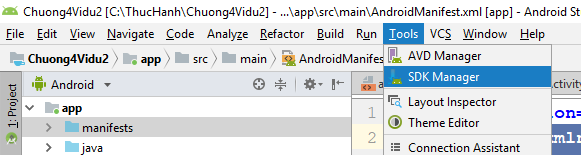 Chuong4Vidu2 [C:\ThucHanh\Chuong4Vidu2] - ...\app\src\main\AndroidManifest.xml [app] - Android St
File Edit View Navigate Code Analyze Refactor Build Run Tools VCS Window Help
Chuong4Vidu2 app src main AndroidManifes
AVD Manager
SDK Manager
Layout Inspector
Theme Editor
Connection Assistant
1: Project
Android
app
manifests
java
1
2